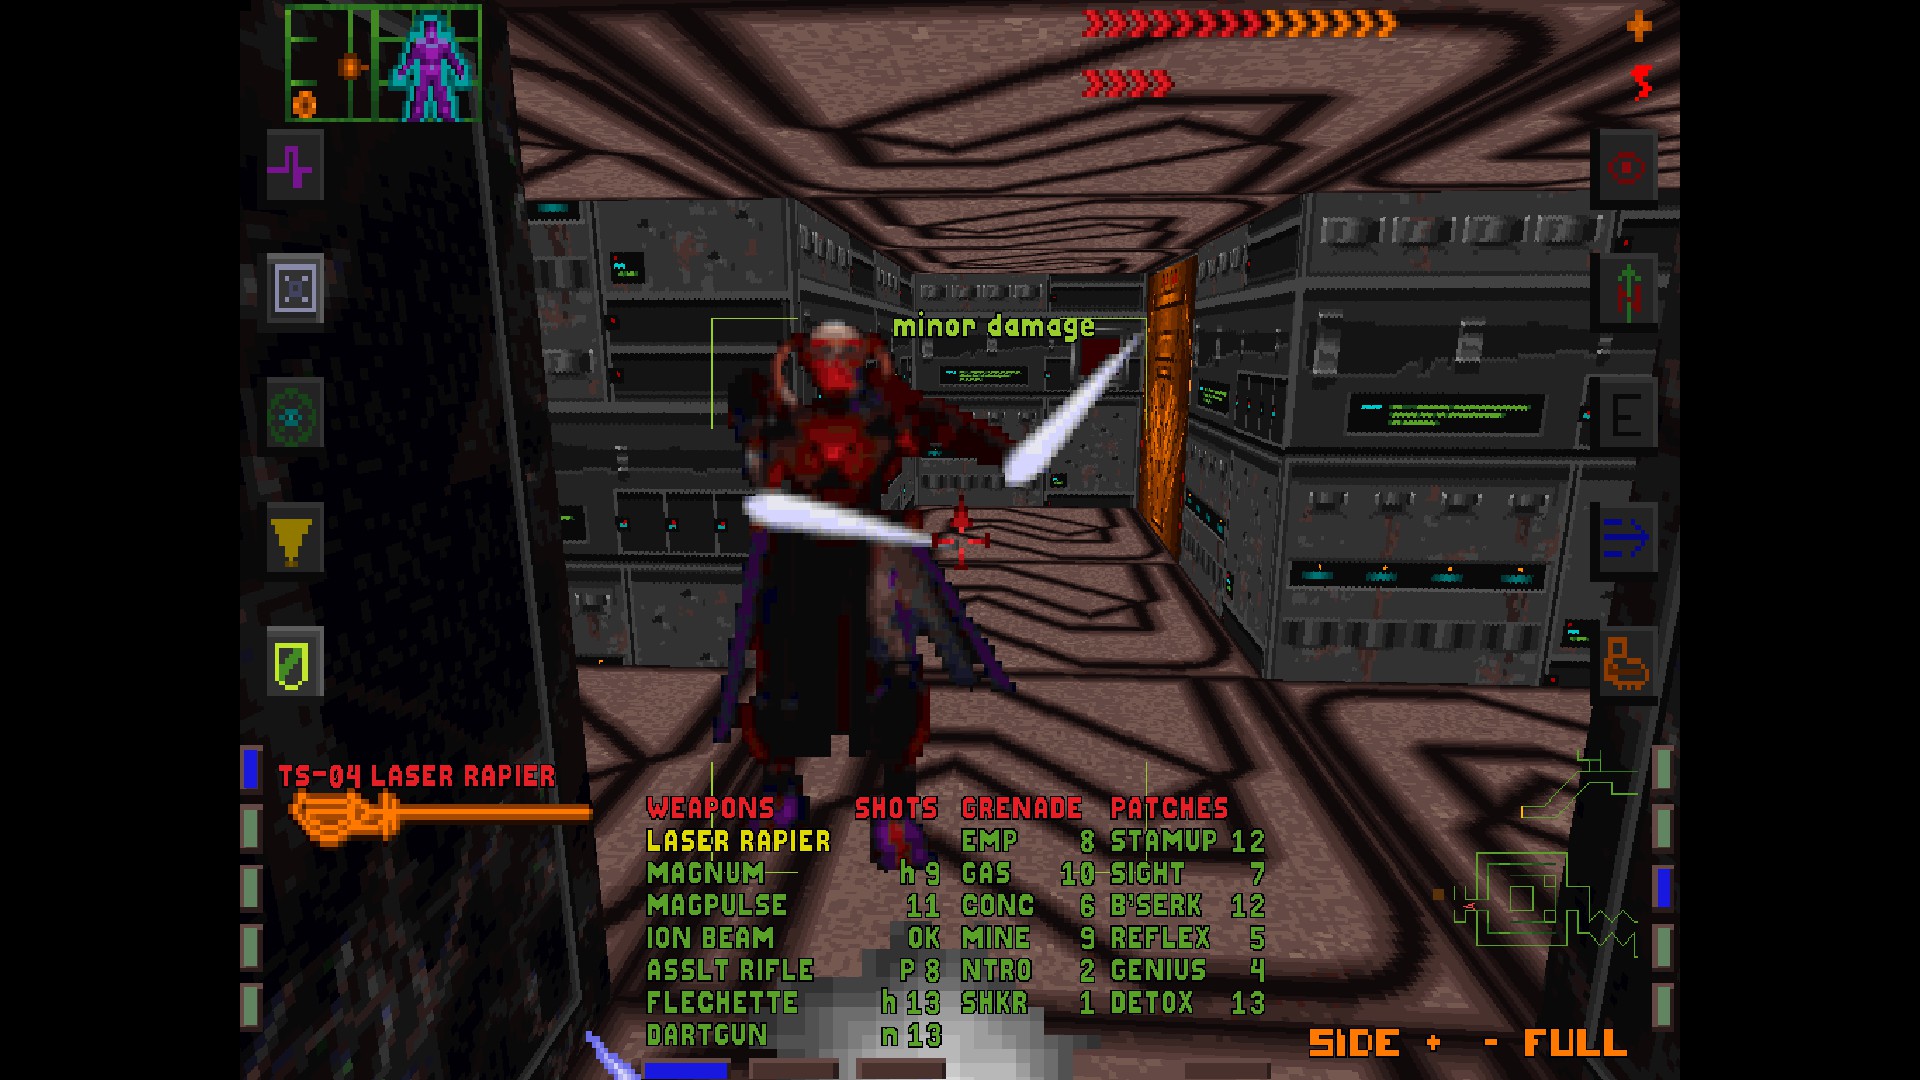 minor damage
N
E
TS-04 LASER RAPIER
WEAPONS SHOTS GRENADE PATCHES
LASER RAPIER EMP 8 STAMUP 12
MAGNUM h 9 GAS 10 SIGHT 7
MAGPULSE 11 CONC 6 B'SERK 12
ION BEAM OK MINE 9 REFLEX 5
ASSLT RIFLE P 8 NTRO 2 GENIUS 4
FLECHETTE h 13 SHKR 1 DETOX 13
DARTGUN n 13
SIDE + - FULL